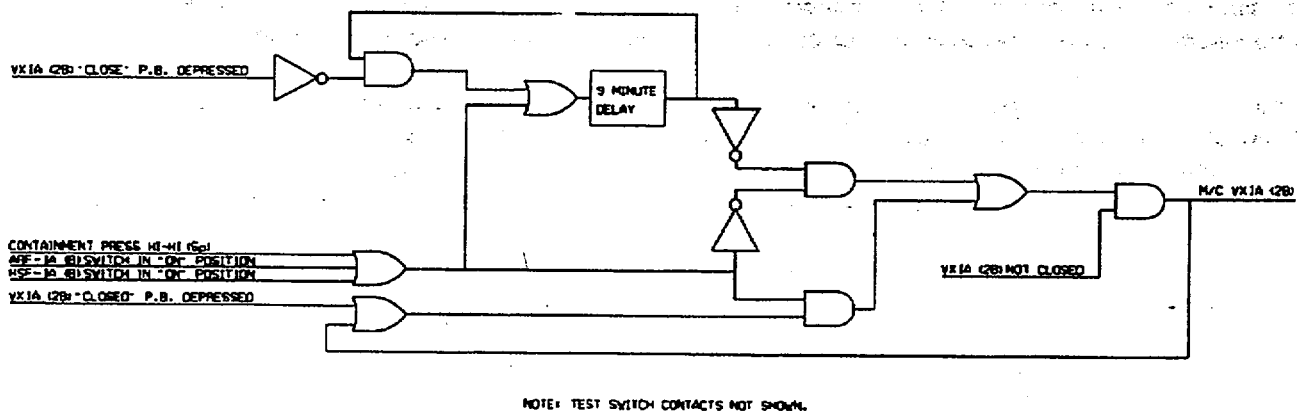 VX1A (2B) "CLOSE" P.B. DEPRESSED
9 MINUTE
DELAY
M/C VX1A (2B)
CONTAINMENT PRESS HI-HI (Sp)
ARF-1A (B) SWITCH IN "ON" POSITION
HSF-1A (B) SWITCH IN "ON" POSITION
VX1A (2B) NOT CLOSED
VX1A (2B) "CLOSED" P.B. DEPRESSED
NOTE: TEST SWITCH CONTACTS NOT SHOWN.